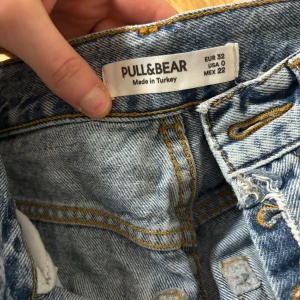 PULL&BEAR
Made in Turkey
EUR 32
USA 0
MEX 22